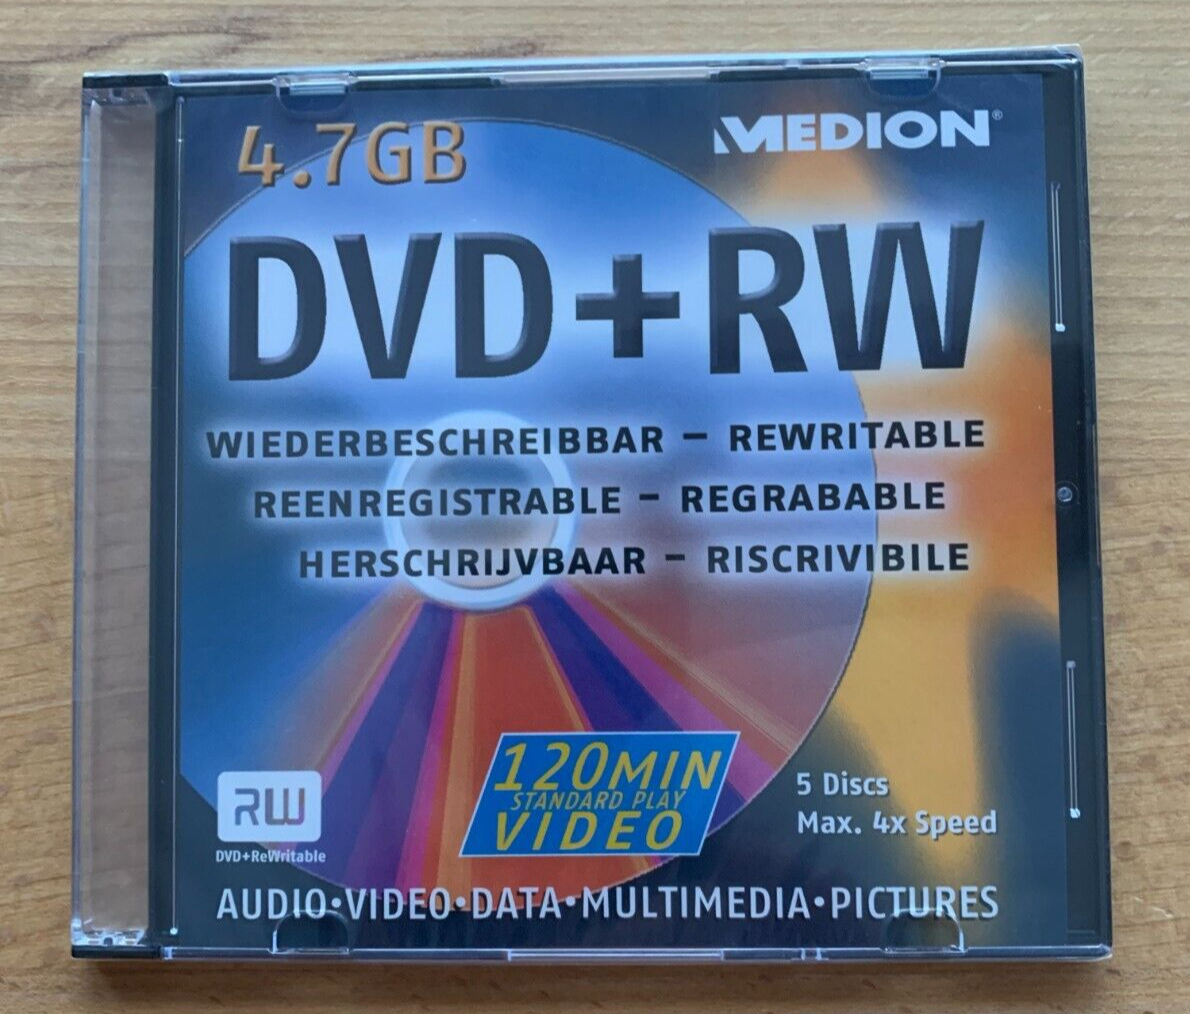 4.7GB
MEDION®
DVD+RW
WIEDERBESCHREIBBAR – REWRITABLE
REENREGISTRABLE – REGRABABLE
HERSCHRIJVBAAR – RISCRIVIBILE
120MIN
STANDARD PLAY
VIDEO
5 Discs
Max. 4x Speed
RW
DVD+ReWritable
AUDIO•VIDEO•DATA•MULTIMEDIA•PICTURES